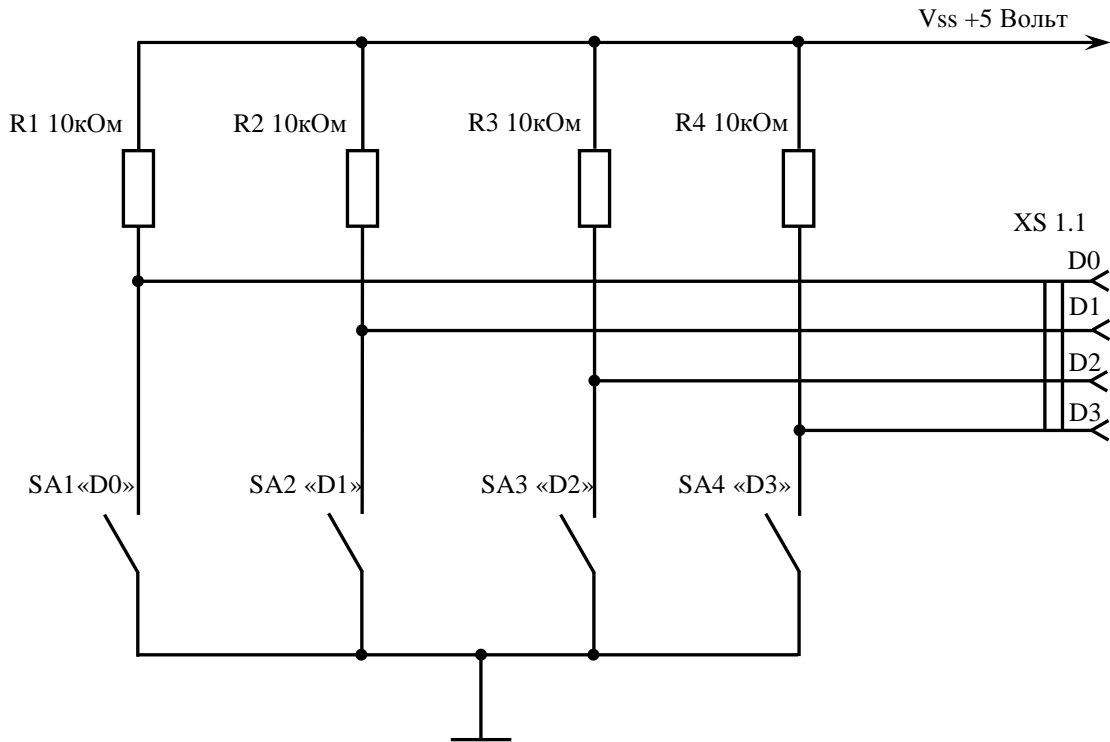 Vss +5 Вольт
R1 10кОм
R2 10кОм
R3 10кОм
R4 10кОм
XS 1.1
D0
D1
D2
D3
SA1«D0»
SA2 «D1»
SA3 «D2»
SA4 «D3»